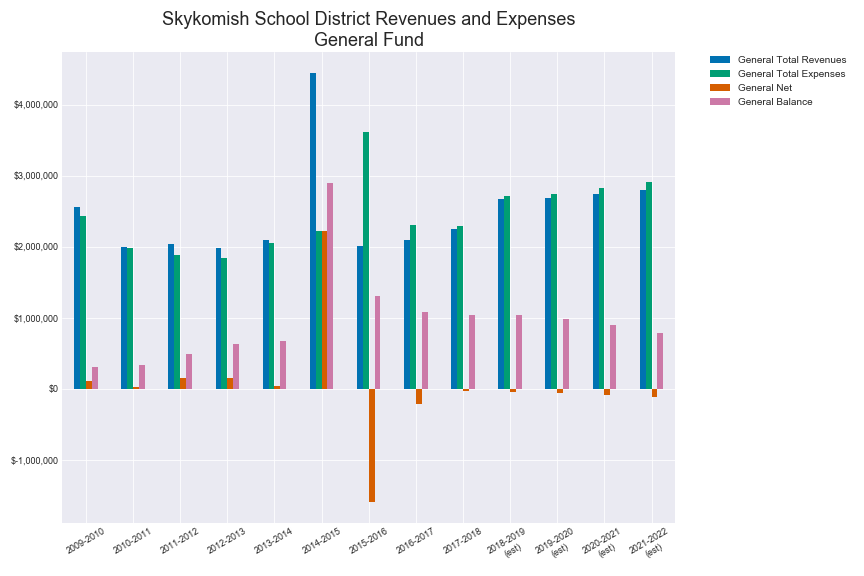 Skykomish School District Revenues and Expenses
General Fund
General Total Revenues
General Total Expenses
General Net
General Balance
$4,000,000
$3,000,000
$2,000,000
$1,000,000
$0
$-1,000,000
2009-2010
2010-2011
2011-2012
2012-2013
2013-2014
2014-2015
2015-2016
2016-2017
2017-2018
2018-2019
(est)
2019-2020
(est)
2020-2021
(est)
2021-2022
(est)